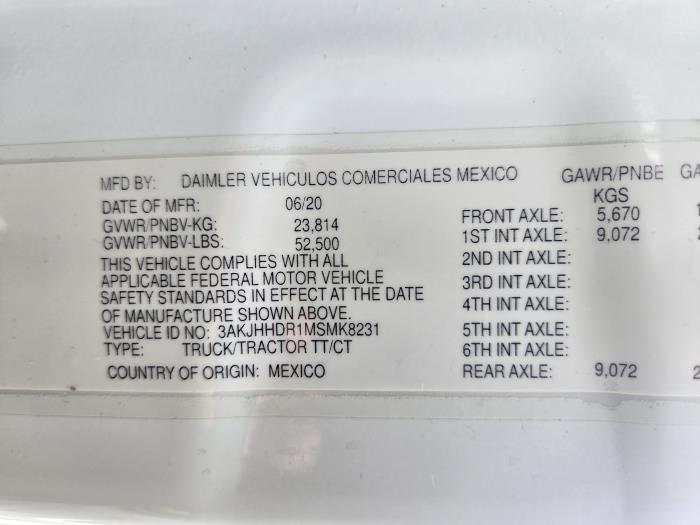 MFD BY: DAIMLER VEHICULOS COMERCIALES MEXICO
DATE OF MFR: 06/20
GVWR/PNBV-KG: 23,814
GVWR/PNBV-LBS: 52,500
THIS VEHICLE COMPLIES WITH ALL
APPLICABLE FEDERAL MOTOR VEHICLE
SAFETY STANDARDS IN EFFECT AT THE DATE
OF MANUFACTURE SHOWN ABOVE.
VEHICLE ID NO: 3AKJHHDR1MSMK8231
TYPE: TRUCK/TRACTOR TT/CT
COUNTRY OF ORIGIN: MEXICO
GAWR/PNBE GA
KGS
FRONT AXLE: 5,670 1
1ST INT AXLE: 9,072 2
2ND INT AXLE:
3RD INT AXLE:
4TH INT AXLE:
5TH INT AXLE:
6TH INT AXLE:
REAR AXLE: 9,072 2